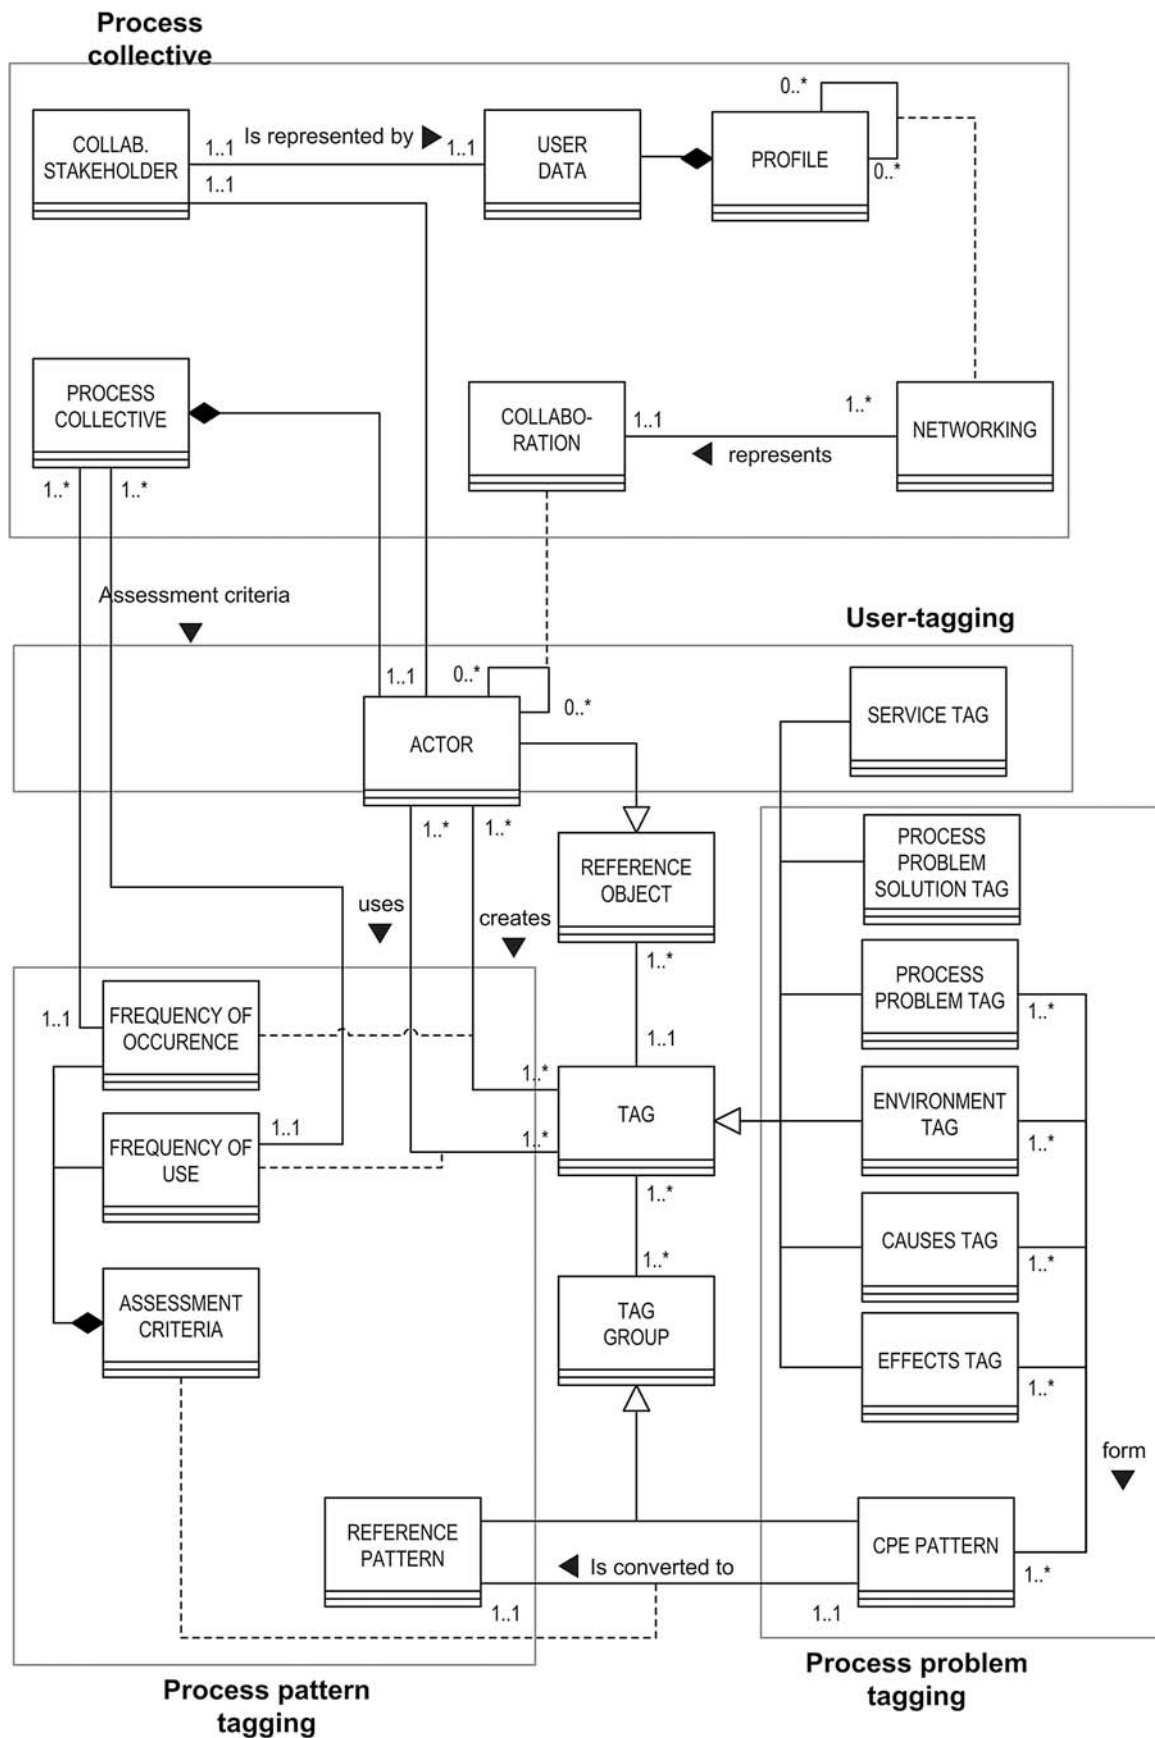 Process
collective
0..*
COLLAB.
STAKEHOLDER
1..1
Is represented by
1..1
USER
DATA
PROFILE
0..*
1..1
PROCESS
COLLECTIVE
COLLABO-
RATION
1..1
1..*
NETWORKING
represents
1..*
1..*
Assessment criteria
User-tagging
1..1
0..*
0..*
ACTOR
SERVICE TAG
1..*
1..*
PROCESS
PROBLEM
SOLUTION TAG
REFERENCE
OBJECT
uses
creates
1..*
PROCESS
PROBLEM TAG
1..*
1..1
FREQUENCY OF
OCCURENCE
1..1
1..*
TAG
ENVIRONMENT
TAG
1..*
1..1
FREQUENCY OF
USE
1..*
1..*
CAUSES TAG
1..*
1..*
ASSESSMENT
CRITERIA
TAG
GROUP
EFFECTS TAG
1..*
form
REFERENCE
PATTERN
CPE PATTERN
Is converted to
1..*
1..1
1..1
Process pattern
tagging
Process problem
tagging